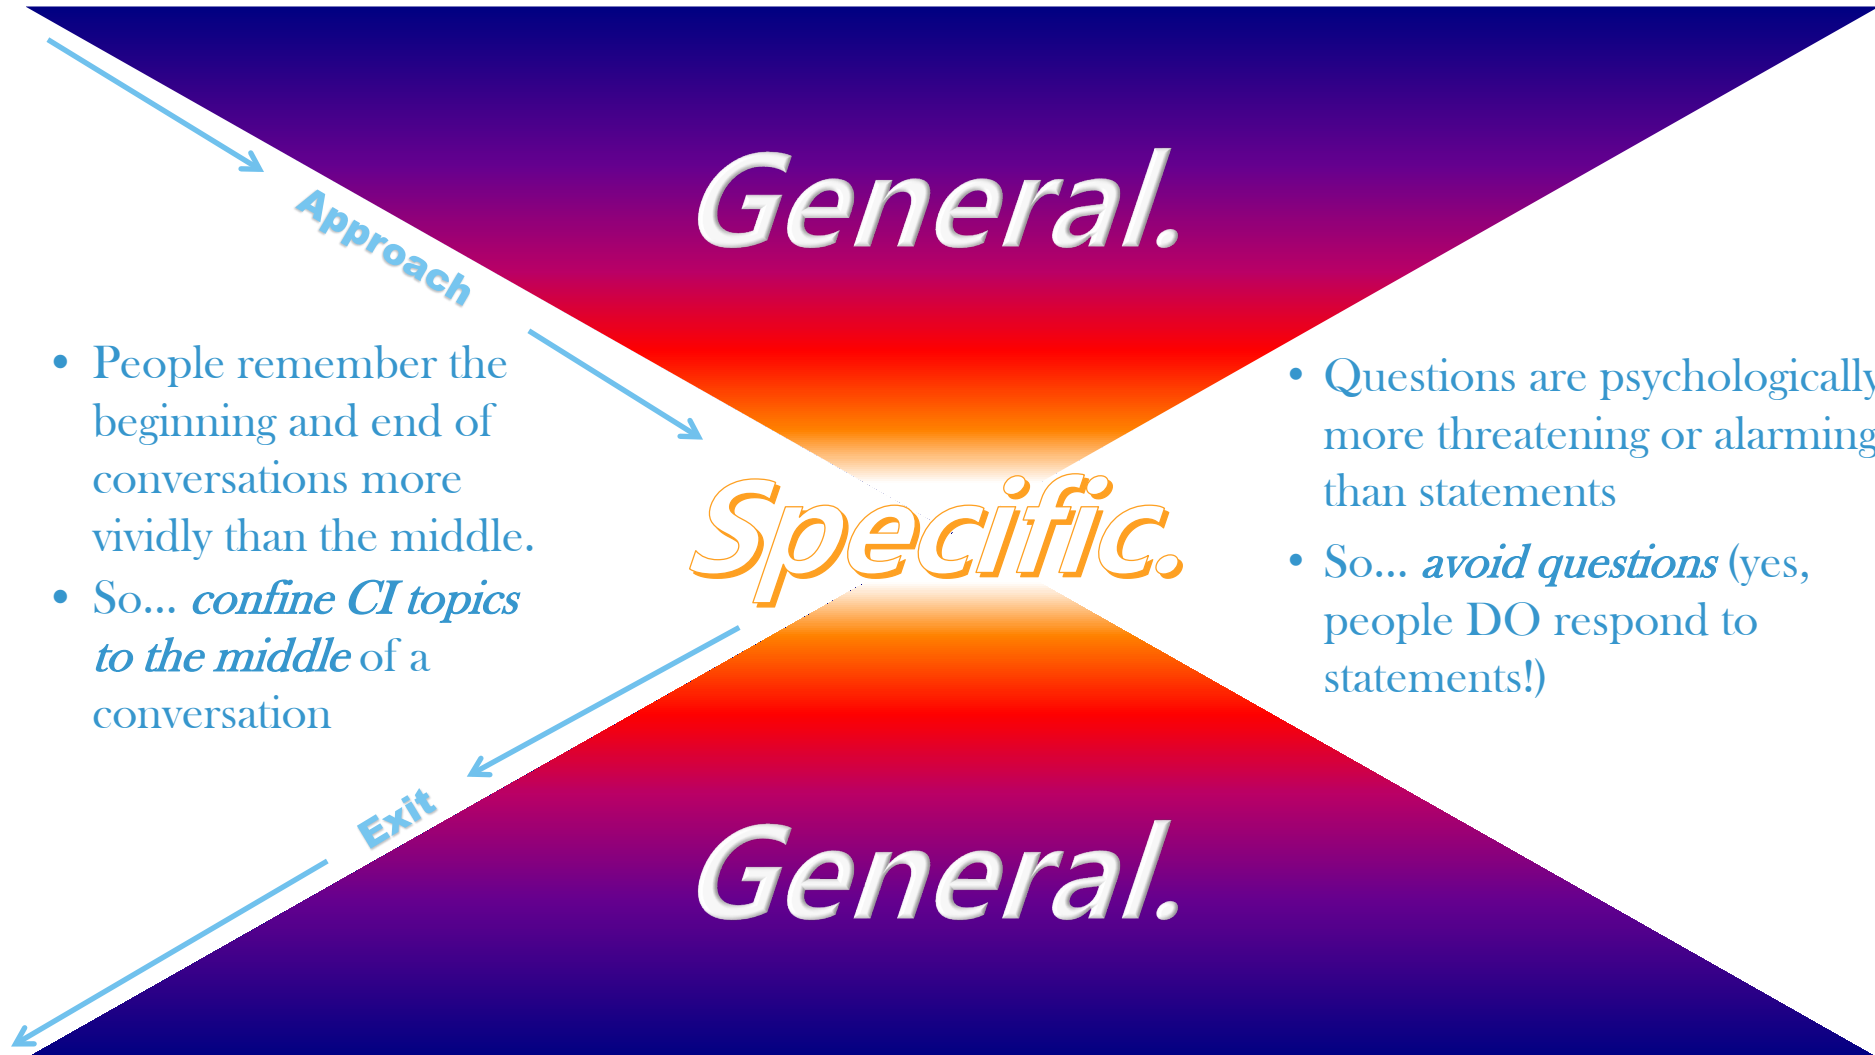 General.
Approach
• People remember the
beginning and end of
conversations more
vividly than the middle.
• So... confine CI topics
to the middle of a
conversation
Specific.
• Questions are psychologically
more threatening or alarming
than statements
• So... avoid questions (yes,
people DO respond to
statements!)
Exit
General.